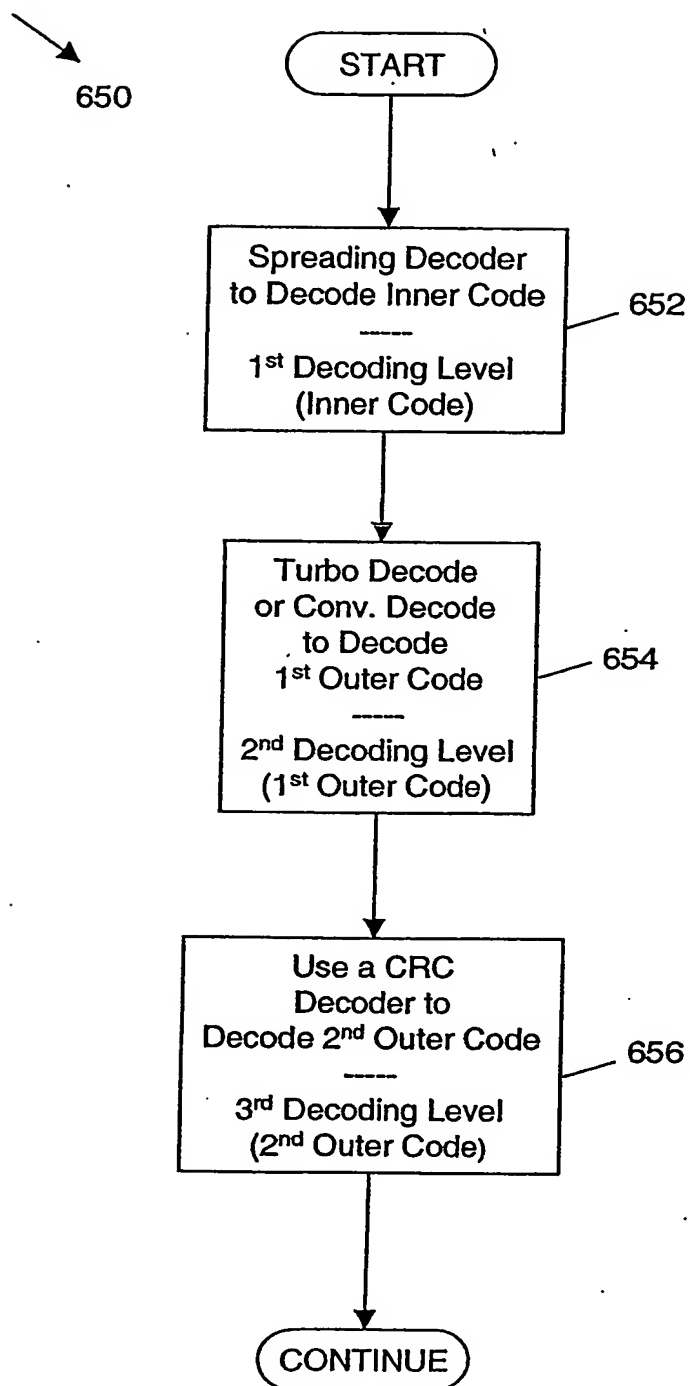 START
650
Spreading Decoder
to Decode Inner Code
-----
1st Decoding Level
(Inner Code)
652
Turbo Decode
or Conv. Decode
to Decode
1st Outer Code
-----
2nd Decoding Level
(1st Outer Code)
654
Use a CRC
Decoder to
Decode 2nd Outer Code
-----
3rd Decoding Level
(2nd Outer Code)
656
CONTINUE